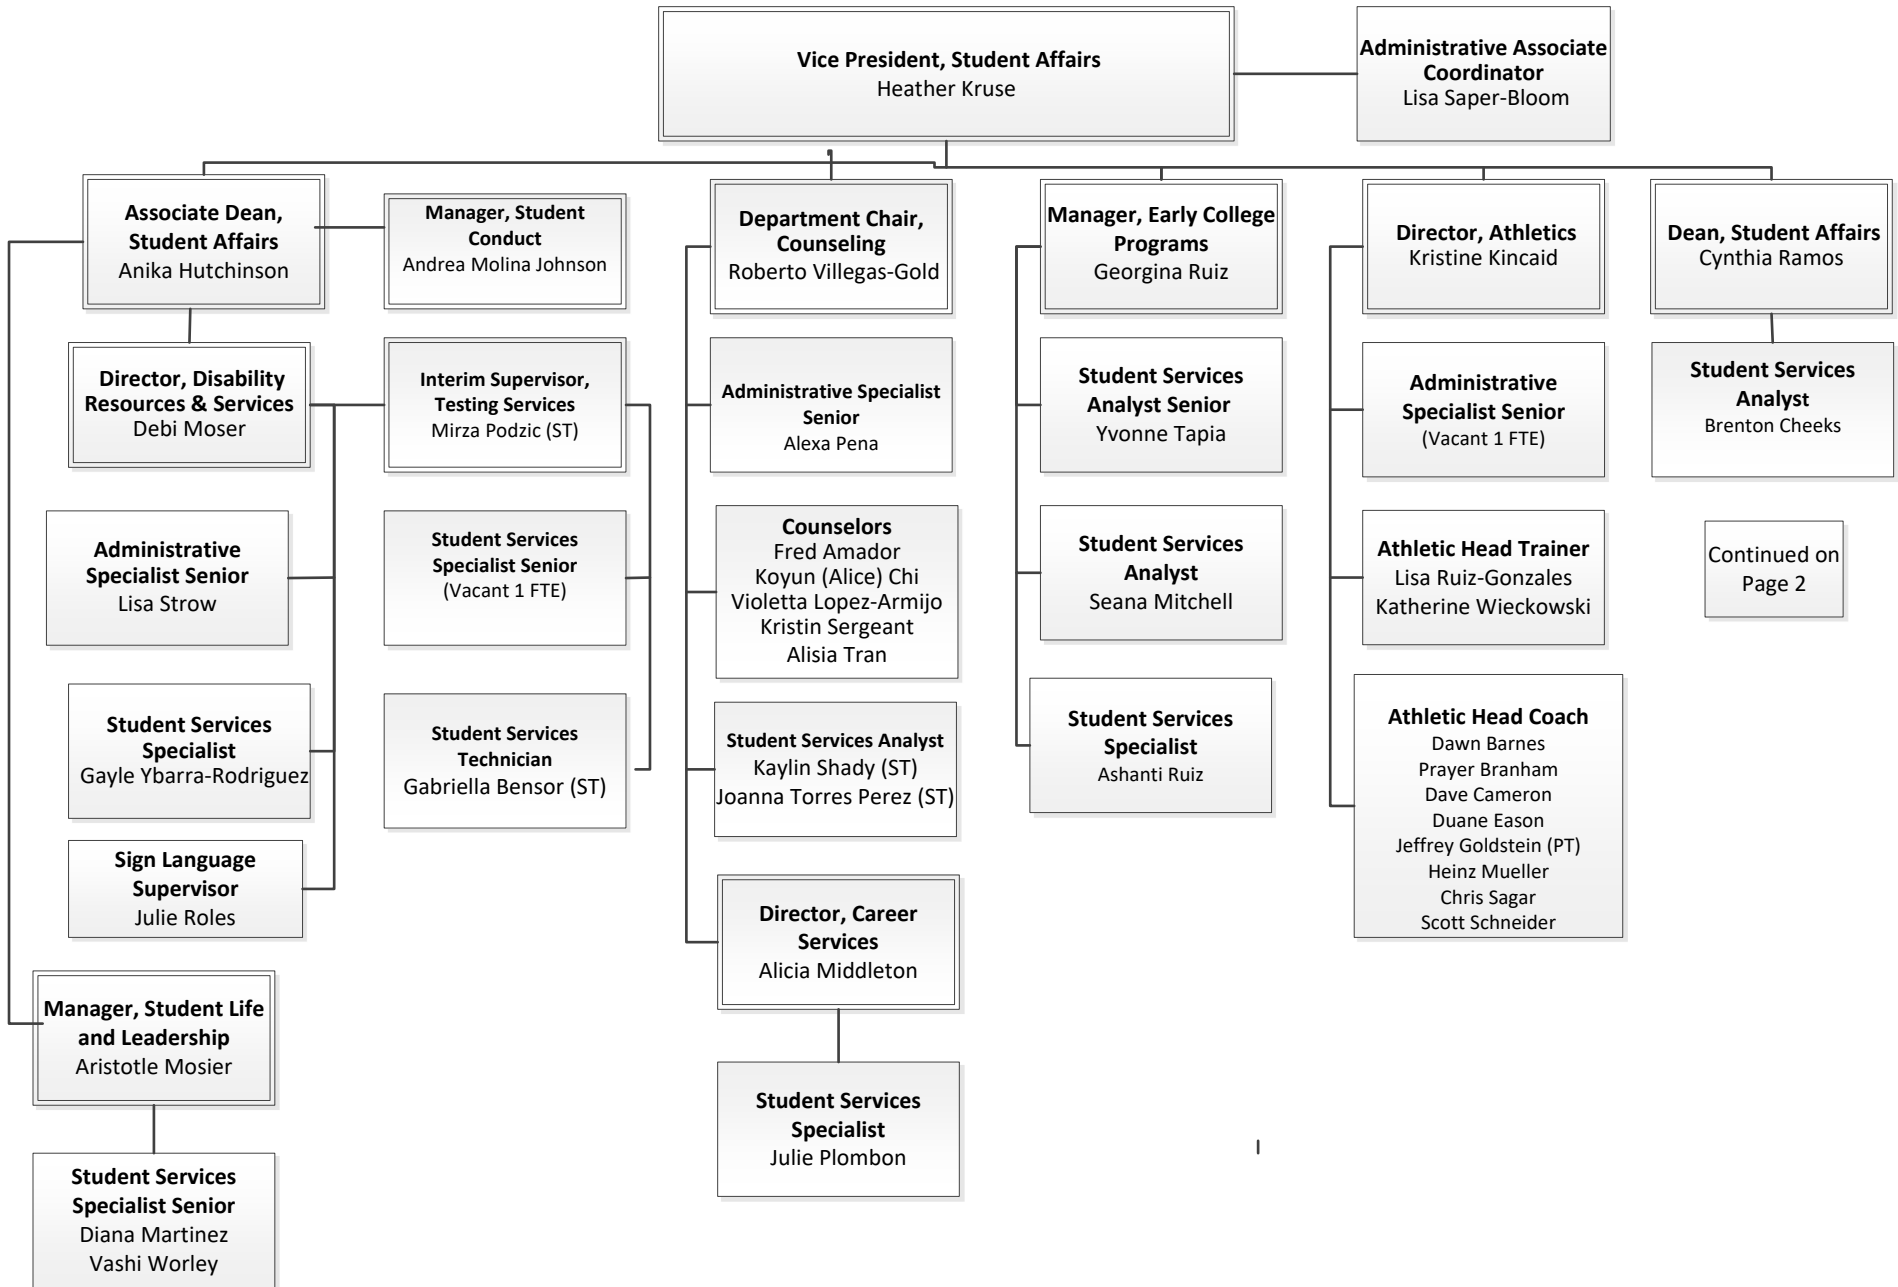 Vice President, Student Affairs
Heather Kruse
Administrative Associate
Coordinator
Lisa Saper-Bloom
Associate Dean,
Student Affairs
Anika Hutchinson
Manager, Student
Conduct
Andrea Molina Johnson
Director, Disability
Resources & Services
Debi Moser
Interim Supervisor,
Testing Services
Mirza Podzic (ST)
Administrative
Specialist Senior
Lisa Strow
Student Services
Specialist Senior
(Vacant 1 FTE)
Student Services
Specialist
Gayle Ybarra-Rodriguez
Student Services
Technician
Gabriella Bensor (ST)
Sign Language
Supervisor
Julie Roles
Manager, Student Life
and Leadership
Aristotle Mosier
Student Services
Specialist Senior
Diana Martinez
Vashi Worley
Department Chair,
Counseling
Roberto Villegas-Gold
Administrative Specialist
Senior
Alexa Pena
Counselors
Fred Amador
Koyun (Alice) Chi
Violetta Lopez-Armijo
Kristin Sergeant
Alisia Tran
Student Services Analyst
Kaylin Shady (ST)
Joanna Torres Perez (ST)
Director, Career
Services
Alicia Middleton
Student Services
Specialist
Julie Plombon
Manager, Early College
Programs
Georgina Ruiz
Student Services
Analyst Senior
Yvonne Tapia
Student Services
Analyst
Seana Mitchell
Student Services
Specialist
Ashanti Ruiz
Director, Athletics
Kristine Kincaid
Administrative
Specialist Senior
(Vacant 1 FTE)
Athletic Head Trainer
Lisa Ruiz-Gonzales
Katherine Wieckowski
Athletic Head Coach
Dawn Barnes
Prayer Branham
Dave Cameron
Duane Eason
Jeffrey Goldstein (PT)
Heinz Mueller
Chris Sagar
Scott Schneider
Dean, Student Affairs
Cynthia Ramos
Student Services
Analyst
Brenton Cheeks
Continued on
Page 2